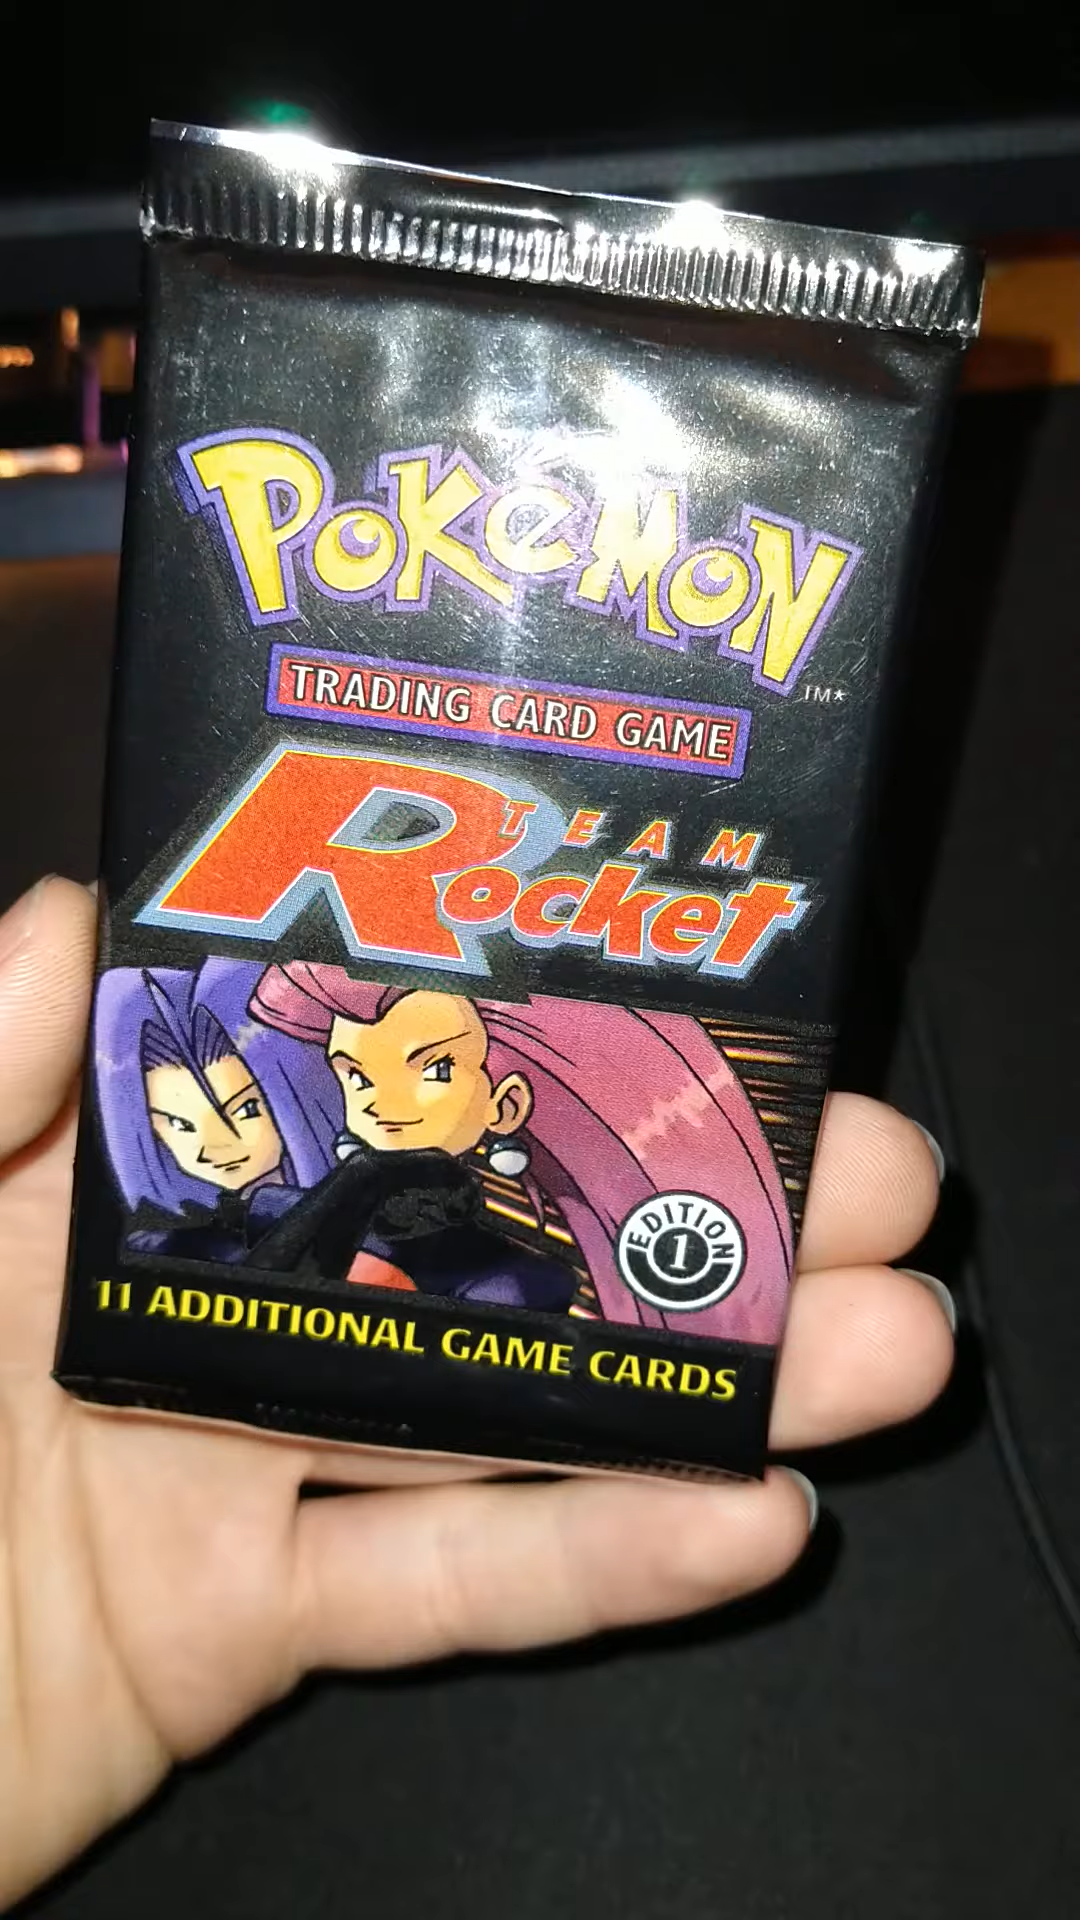 POKéMON
TM*
TRADING CARD GAME
TEAM
Rocket
EDITION
1
11 ADDITIONAL GAME CARDS